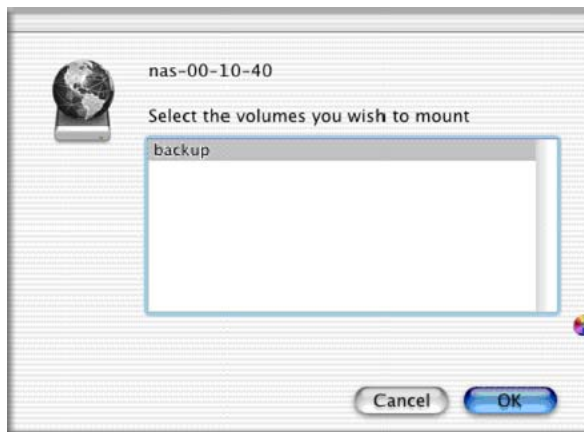 nas-00-10-40
Select the volumes you wish to mount
backup
Cancel
OK